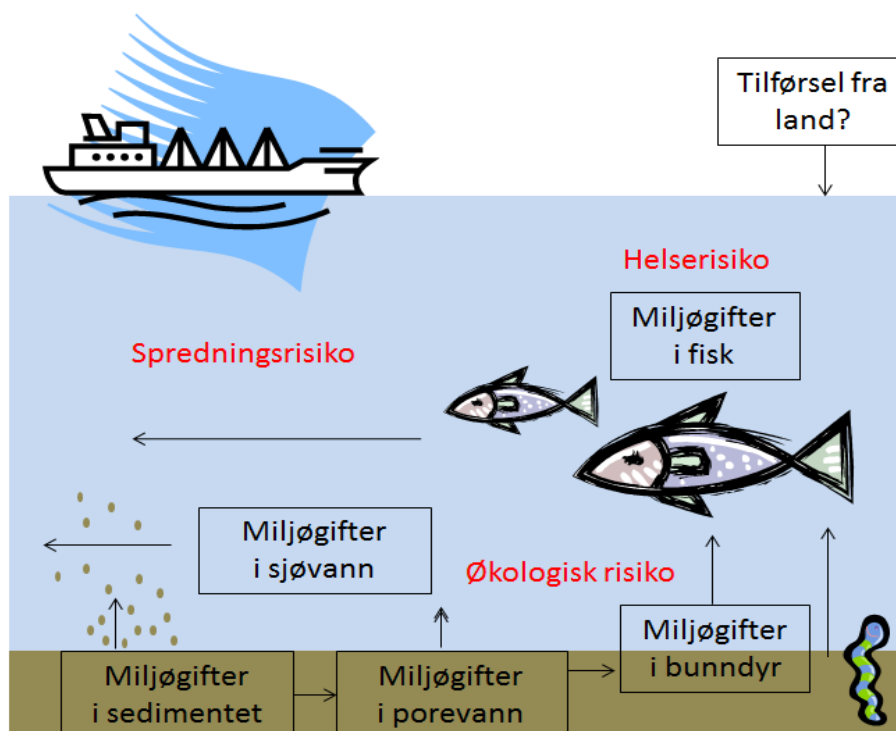 Tilførsel fra
land?
Helserisiko
Miljøgifter
i fisk
Spredningsrisiko
Miljøgifter
i sjøvann
Økologisk risiko
Miljøgifter
i bunndyr
Miljøgifter
i sedimentet
Miljøgifter
i porevann